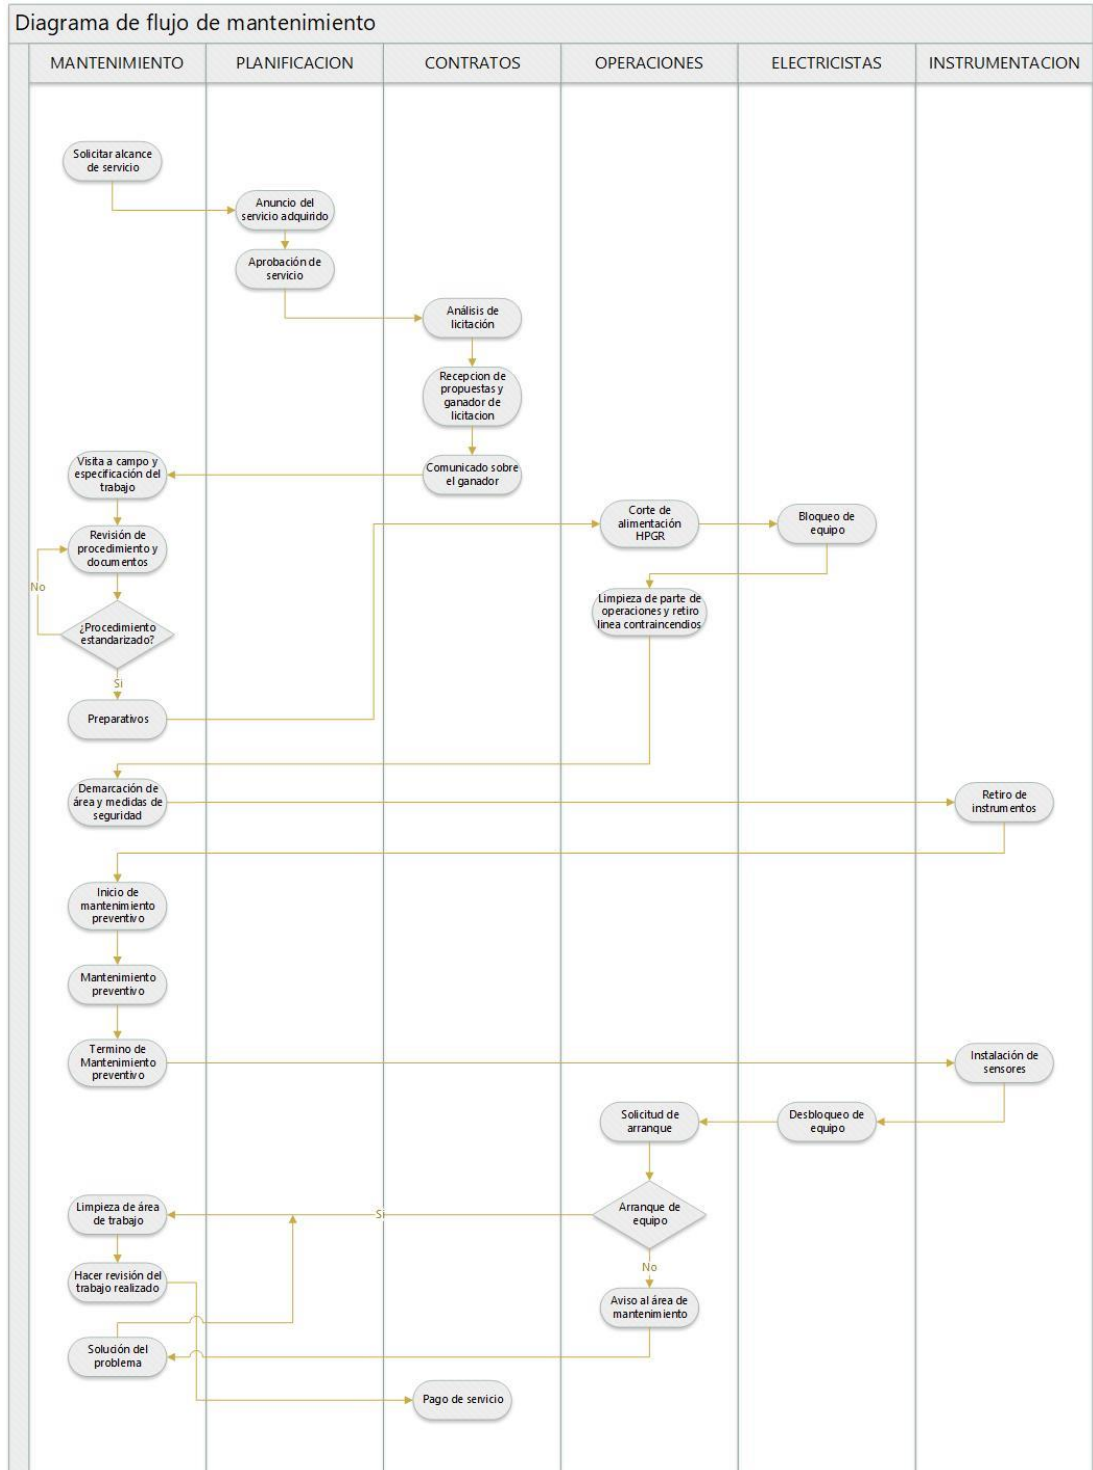 Diagrama de flujo de mantenimiento
MANTENIMIENTO
PLANIFICACION
CONTRATOS
OPERACIONES
ELECTRICISTAS
INSTRUMENTACION
Solicitar alcance
de servicio
Anuncio del
servicio adquirido
Aprobación de
servicio
Análisis de
licitación
Recepcion de
propuestas y
ganador de
licitacion
Comunicado sobre
el ganador
Visita a campo y
especificación del
trabajo
Revisión de
procedimiento y
documentos
No
¿Procedimiento
estandarizado?
Si
Preparativos
Corte de
alimentación
HPGR
Bloqueo de
equipo
Limpieza de parte de
operaciones y retiro
linea contraincendios
Demarcación de
área y medidas de
seguridad
Retiro de
instrumentos
Inicio de
mantenimiento
preventivo
Mantenimiento
preventivo
Termino de
Mantenimiento
preventivo
Instalación de
sensores
Desbloqueo de
equipo
Solicitud de
arranque
Arranque de
equipo
Si
No
Limpieza de área
de trabajo
Hacer revisión del
trabajo realizado
Aviso al área de
mantenimiento
Solución del
problema
Pago de servicio